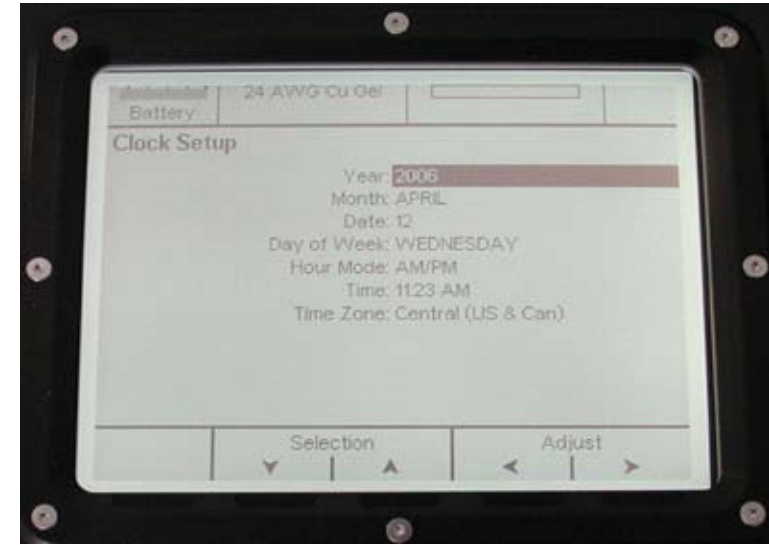 24 AWG Cu Gel
Battery
Clock Setup
Year: 2006
Month: APRIL
Date: 12
Day of Week: WEDNESDAY
Hour Mode: AM/PM
Time: 11:23 AM
Time Zone: Central (US & Can)
Selection Adjust